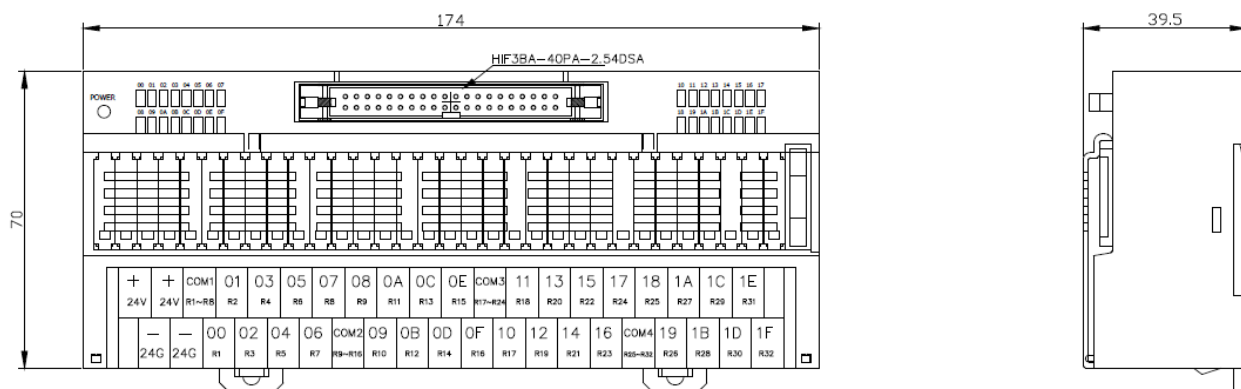 174
39.5
HIF3BA-40PA-2.54DSA
70
POWER
00 01 02 03 04 05 06 07
08 09 0A 0B 0C 0D 0E 0F
10 11 12 13 14 15 16 17
18 19 1A 1B 1C 1D 1E 1F
+ + COM1 01 03 05 07 08 0A 0C 0E COM3 11 13 15 17 18 1A 1C 1E
24V 24V R1~R8 R2 R4 R6 R8 R9 R11 R13 R15 R17~R24 R18 R20 R22 R24 R25 R27 R29 R31
- - 00 02 04 06 COM2 09 0B 0D 0F 10 12 14 16 COM4 19 1B 1D 1F
24G 24G R1 R3 R5 R7 R9~R16 R10 R12 R14 R16 R17 R19 R21 R23 R25~R32 R26 R28 R30 R32